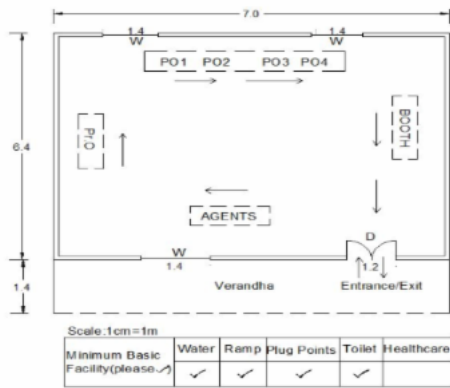 7.0
1.4 1.4
W W
PO1 PO2 PO3 PO4
Pr.O
BOOTH
6.4
AGENTS
D
W
1.4 1.2
1.4
Verandha Entrance/Exit
Scale:1cm=1m
Minimum Basic Facility(please ✓) Water Ramp Plug Points Toilet Healthcare
✓ ✓ ✓ ✓